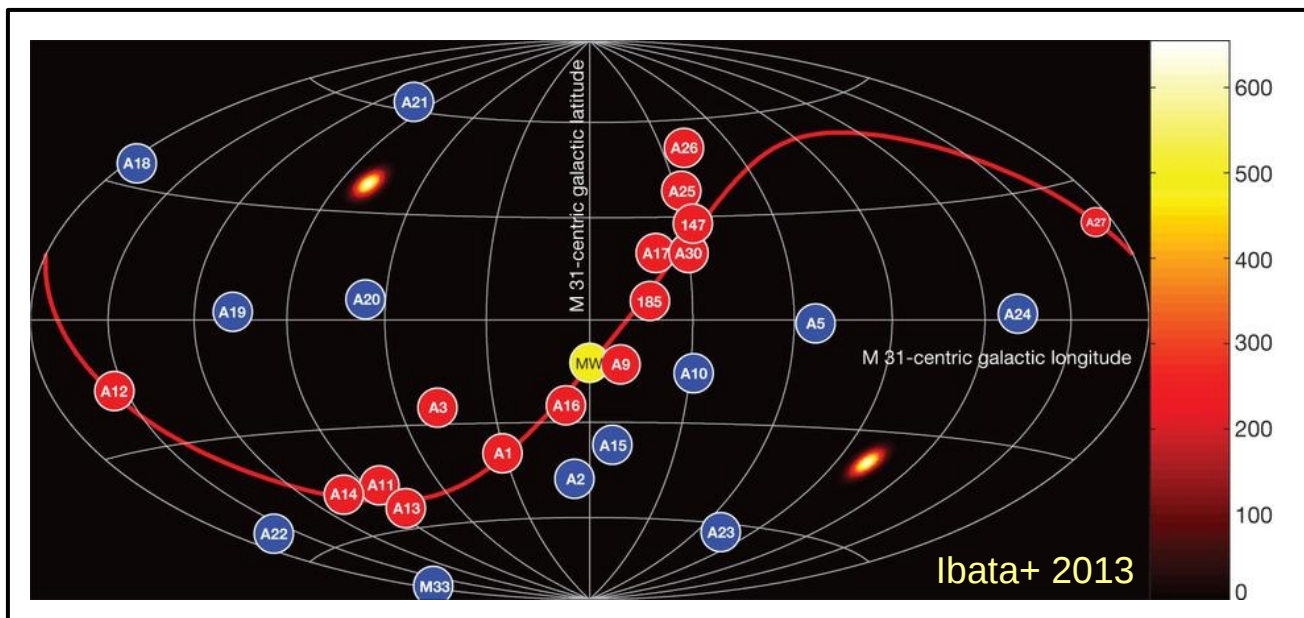 A21
600
A18
A26
M 31-centric galactic latitude
500
A25
147
A27
A17
A30
400
A20
185
A19
A24
A5
M 31-centric galactic longitude
MW
A9
300
A10
A12
A3
A16
A15
200
A1
A2
A11
A14
A13
100
A22
A23
Ibata+ 2013
M33
0